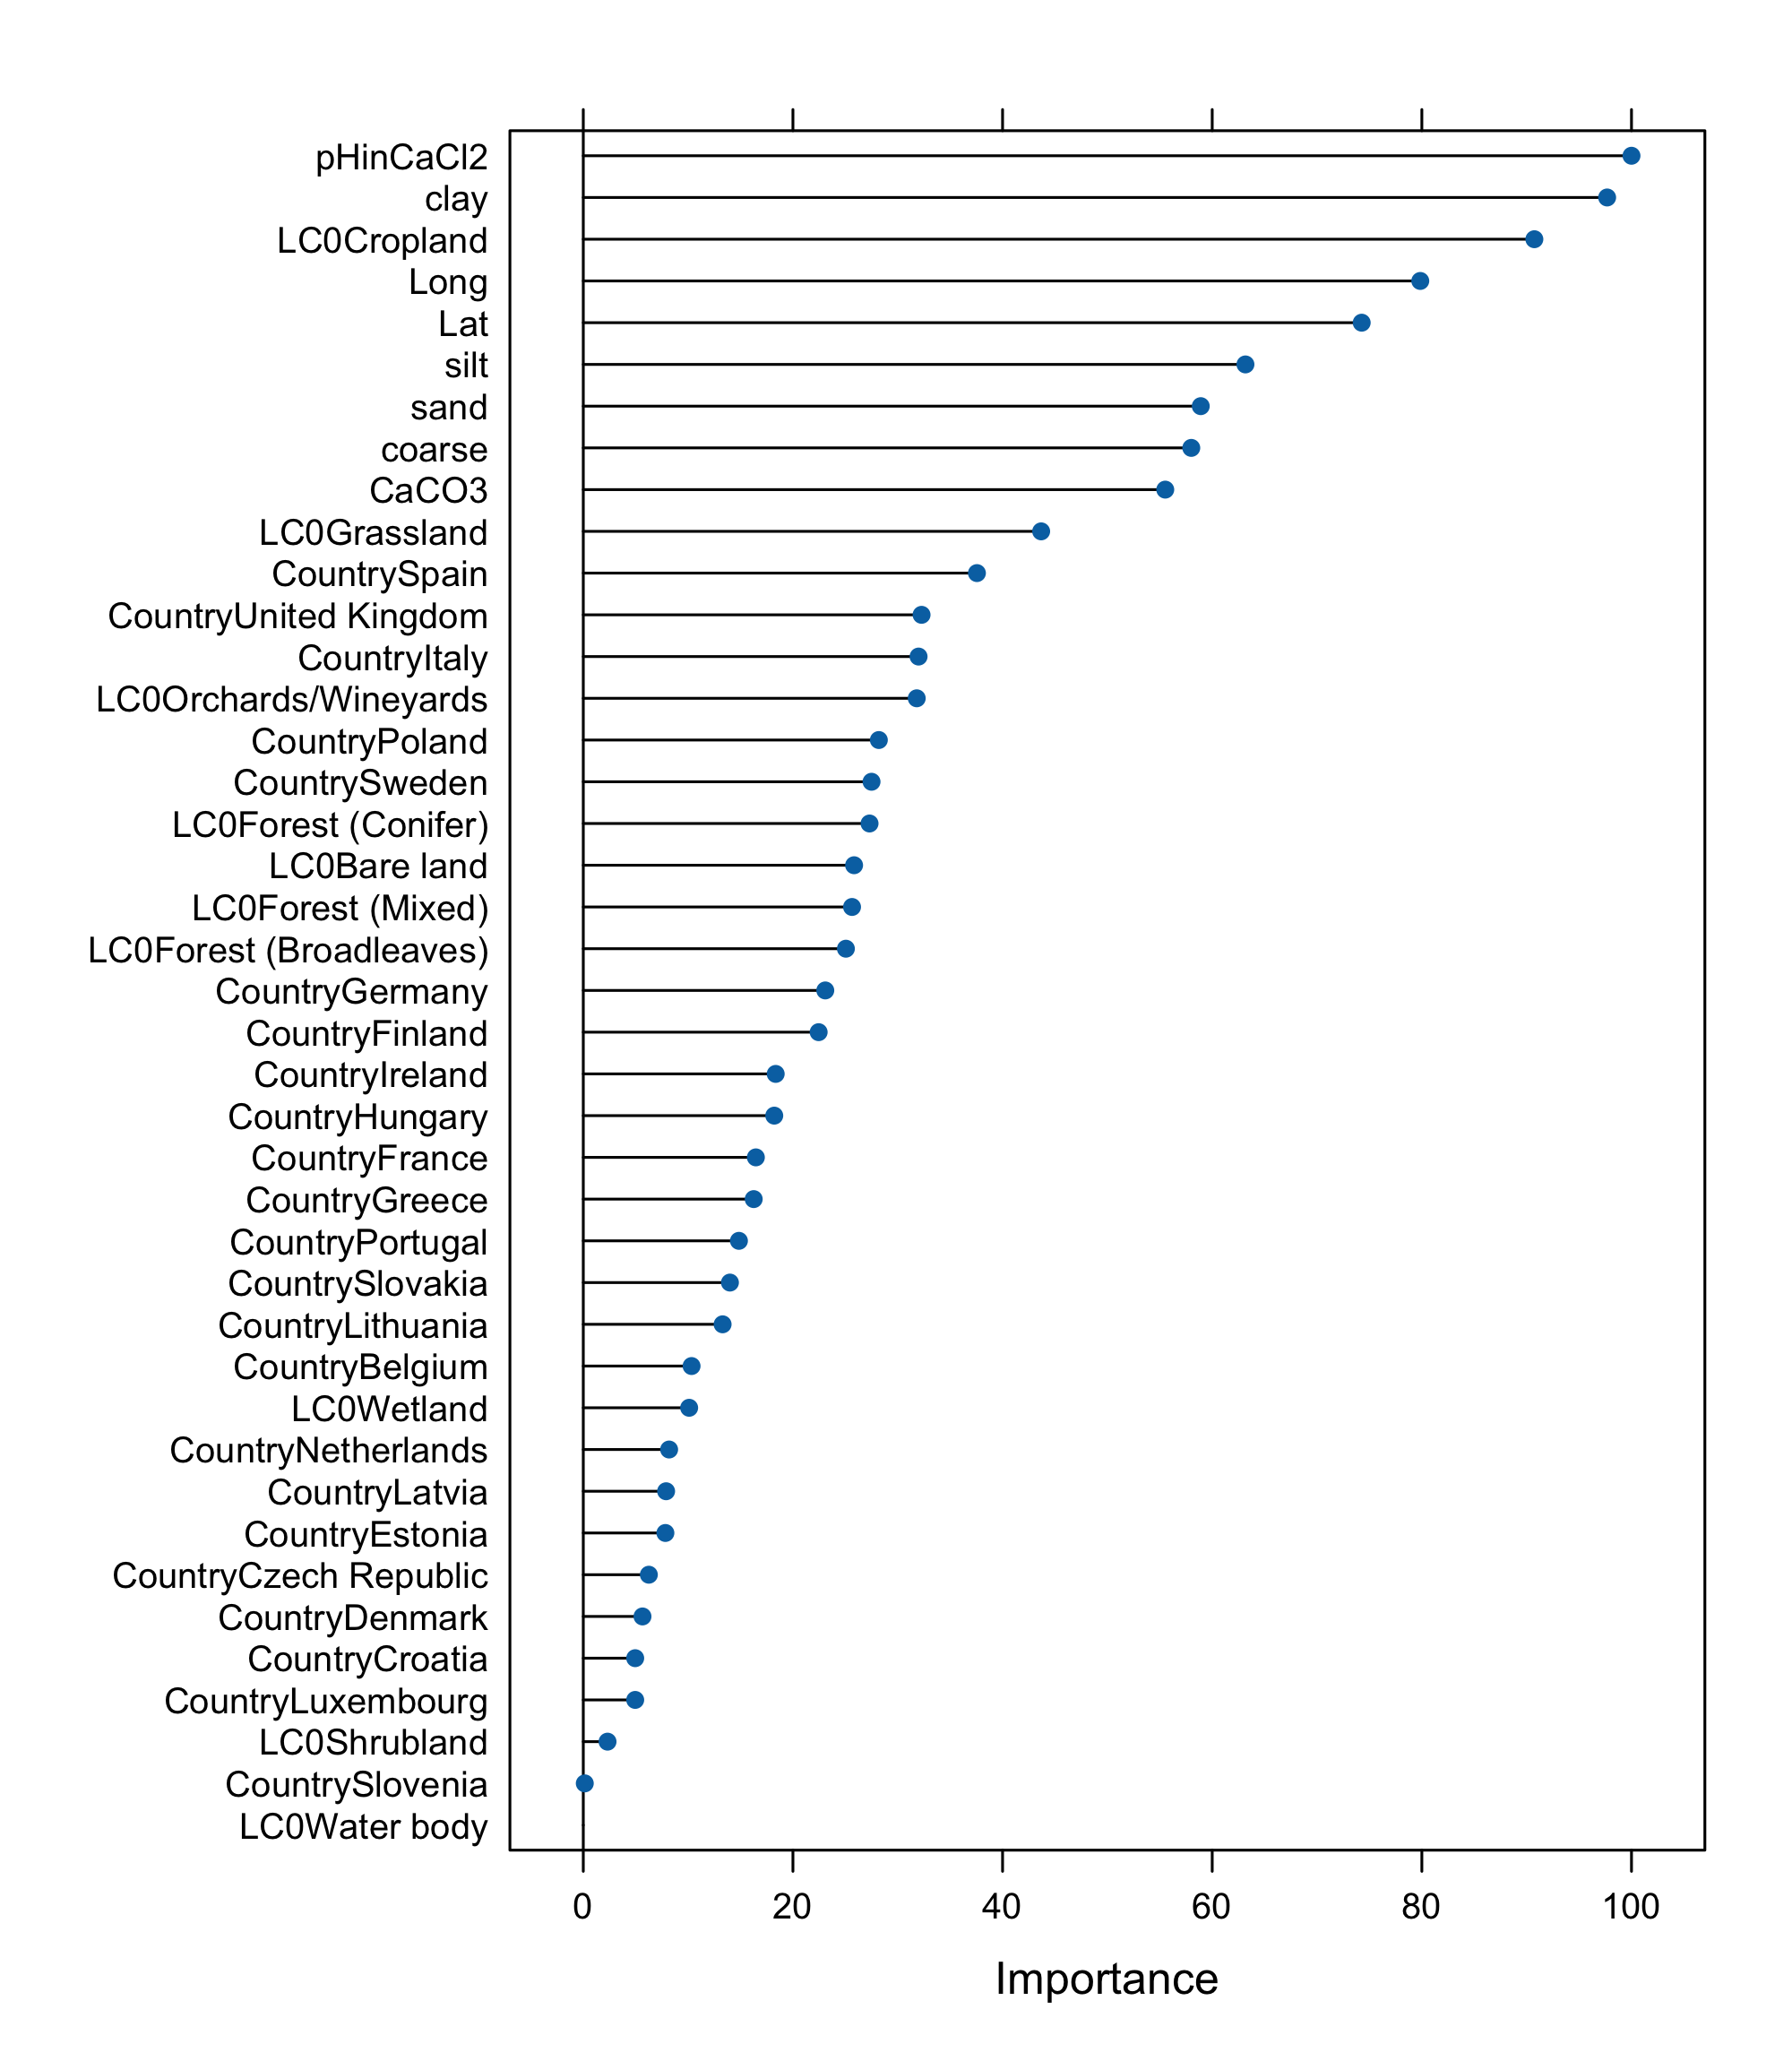 pHinCaCl2
clay
LC0Cropland
Long
Lat
silt
sand
coarse
CaCO3
LC0Grassland
CountrySpain
CountryUnited Kingdom
CountryItaly
LC0Orchards/Wineyards
CountryPoland
CountrySweden
LC0Forest (Conifer)
LC0Bare land
LC0Forest (Mixed)
LC0Forest (Broadleaves)
CountryGermany
CountryFinland
CountryIreland
CountryHungary
CountryFrance
CountryGreece
CountryPortugal
CountrySlovakia
CountryLithuania
CountryBelgium
LC0Wetland
CountryNetherlands
CountryLatvia
CountryEstonia
CountryCzech Republic
CountryDenmark
CountryCroatia
CountryLuxembourg
LC0Shrubland
CountrySlovenia
LC0Water body
0 20 40 60 80 100
Importance